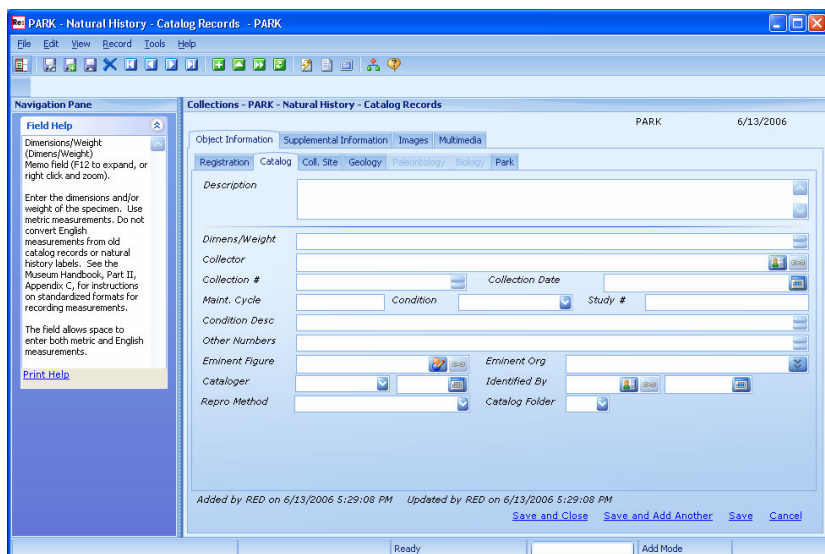 Re: PARK - Natural History - Catalog Records - PARK
File Edit View Record Tools Help
Navigation Pane
Collections - PARK - Natural History - Catalog Records
PARK 6/13/2006
Field Help
Dimensions/Weight
(Dimens/Weight)
Memo field (F12 to expand, or
right click and zoom).
Enter the dimensions and/or
weight of the specimen. Use
metric measurements. Do not
convert English
measurements from old
catalog records or natural
history labels. See the
Museum Handbook, Part II,
Appendix C, for instructions
on standardized formats for
recording measurements.
The field allows space to
enter both metric and English
measurements.
Print Help
Object Information Supplemental Information Images Multimedia
Registration Catalog Coll. Site Geology Paleontology Biology Park
Description
Dimens/Weight
Collector
Collection # Collection Date
Maint. Cycle Condition Study #
Condition Desc
Other Numbers
Eminent Figure Eminent Org
Cataloger Identified By
Repro Method Catalog Folder
Added by RED on 6/13/2006 5:29:08 PM Updated by RED on 6/13/2006 5:29:08 PM
Save and Close Save and Add Another Save Cancel
Ready Add Mode